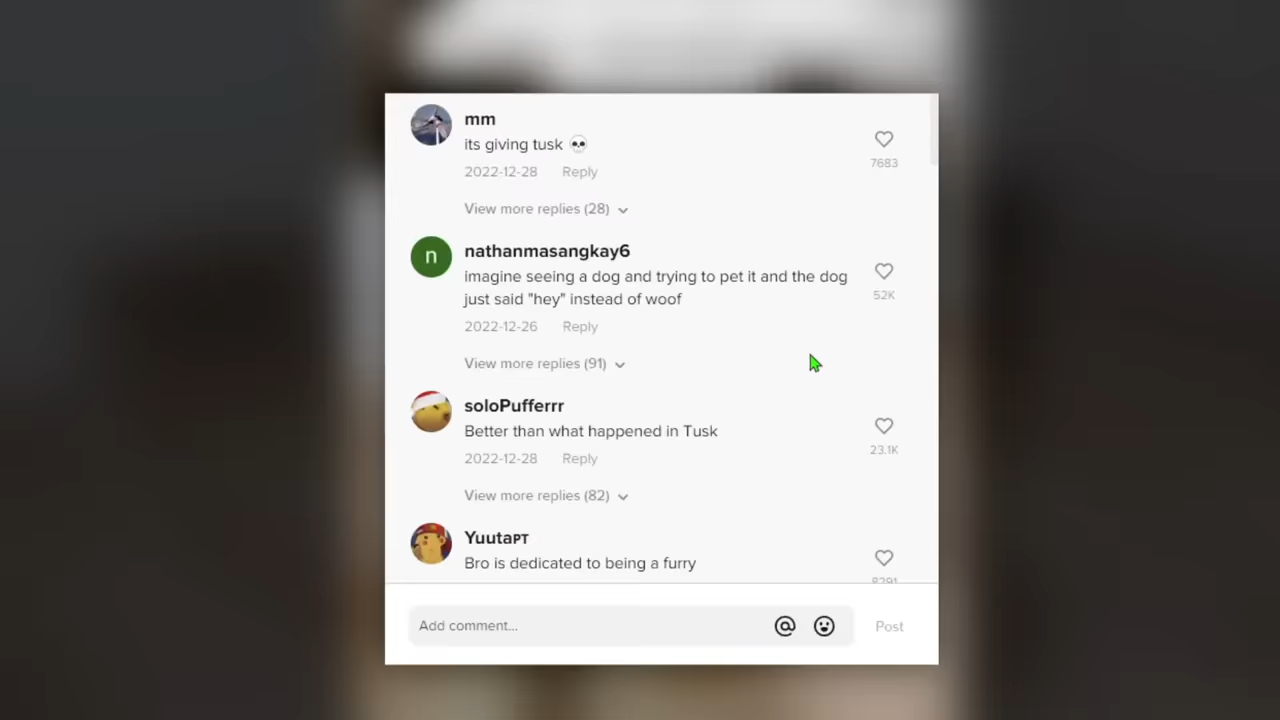 mm
its giving tusk 💀
2022-12-28 Reply
7683
View more replies (28)
n
nathanmasangkay6
imagine seeing a dog and trying to pet it and the dog
just said "hey" instead of woof
52K
2022-12-26 Reply
View more replies (91)
soloPufferrr
Better than what happened in Tusk
23.1K
2022-12-28 Reply
View more replies (82)
Yuutaᴘᴛ
Bro is dedicated to being a furry
8291
Add comment...
Post